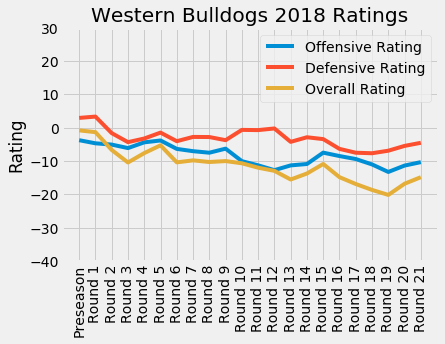 Western Bulldogs 2018 Ratings
Offensive Rating
Defensive Rating
Overall Rating
Rating
30
20
10
0
−10
−20
−30
−40
Preseason
Round 1
Round 2
Round 3
Round 4
Round 5
Round 6
Round 7
Round 8
Round 9
Round 10
Round 11
Round 12
Round 13
Round 14
Round 15
Round 16
Round 17
Round 18
Round 19
Round 20
Round 21